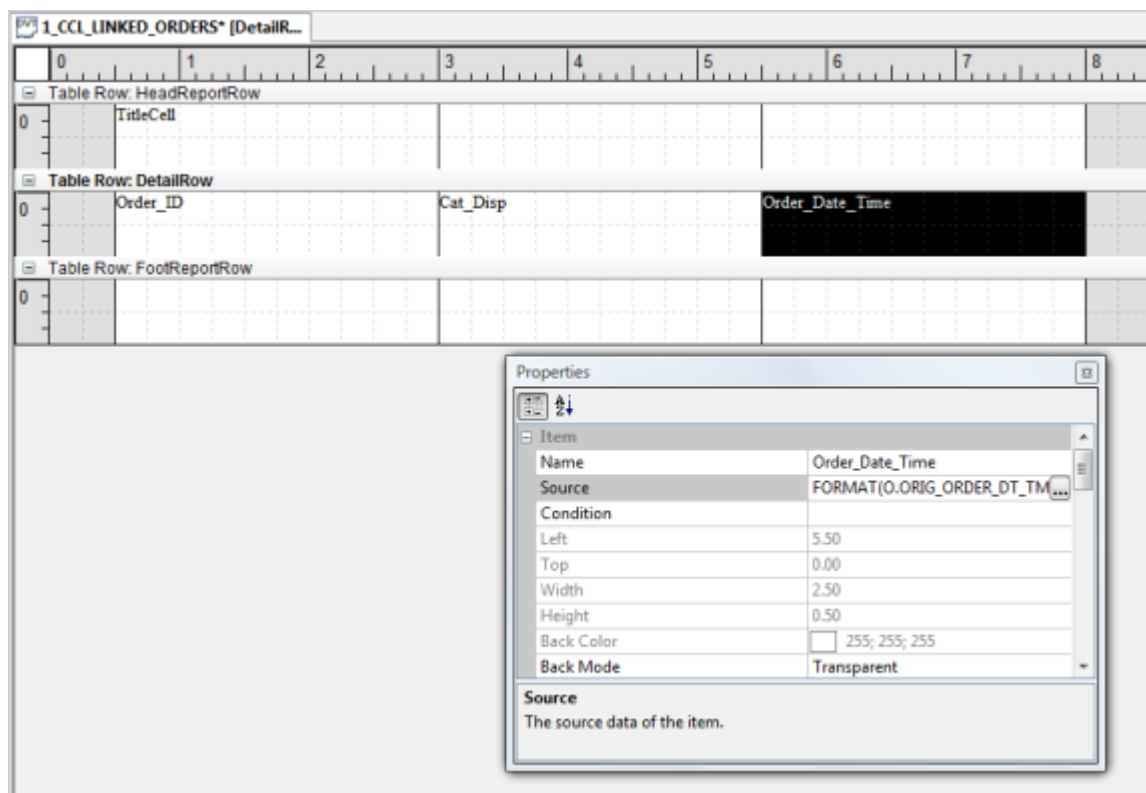 1_CCL_LINKED_ORDERS* [DetailR...
0 1 2 3 4 5 6 7 8
Table Row: HeadReportRow
0 TitleCell
Table Row: DetailRow
0 Order_ID Cat_Disp Order_Date_Time
Table Row: FootReportRow
0
Properties
Item
Name Order_Date_Time
Source FORMAT(O.ORIG_ORDER_DT_TM ...
Condition
Left 5.50
Top 0.00
Width 2.50
Height 0.50
Back Color 255; 255; 255
Back Mode Transparent
Source
The source data of the item.